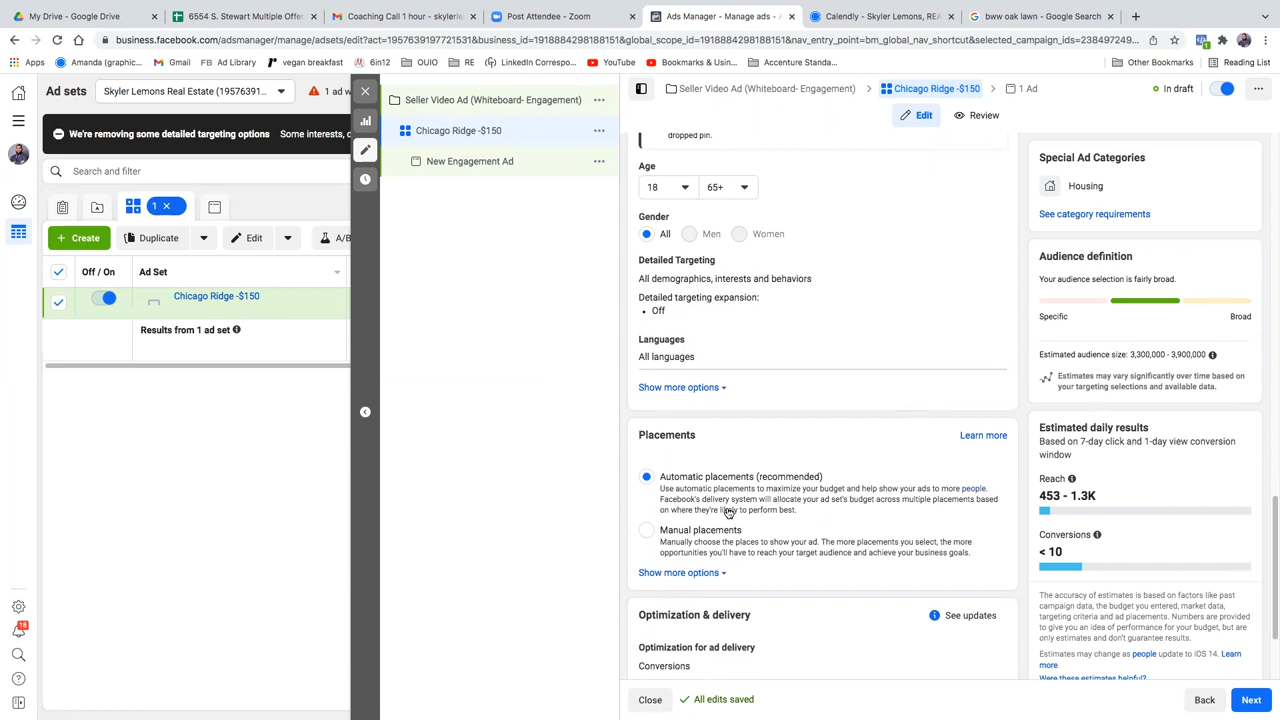 My Drive - Google Drive
6554 S. Stewart Multiple Offer
Coaching Call 1 hour - skylerle
Post Attendee - Zoom
Ads Manager - Manage ads - A
Calendly - Skyler Lemons, REA
bww oak lawn - Google Search
business.facebook.com/adsmanager/manage/adsets/edit?act=1957639197721531&business_id=1918884298188151&global_scope_id=1918884298188151&nav_entry_point=bm_global_nav_shortcut&selected_campaign_ids=238497249...
Apps
Amanda (graphic...
Gmail
FB Ad Library
vegan breakfast
6in12
OUIO
RE
LinkedIn Correspo...
YouTube
Bookmarks & Usin...
Accenture Standa...
Other Bookmarks
Reading List
Ad sets
Skyler Lemons Real Estate (19576391...
1 ad w
We're removing some detailed targeting options
Some interests, d
Search and filter
1
Create
Duplicate
Edit
A/B
Off / On
Ad Set
Chicago Ridge -$150
Results from 1 ad set
18
Seller Video Ad (Whiteboard- Engagement)
Chicago Ridge -$150
New Engagement Ad
Seller Video Ad (Whiteboard- Engagement)
Chicago Ridge -$150
1 Ad
In draft
Edit
Review
dropped pin.
Age
18
65+
Gender
All
Men
Women
Detailed Targeting
All demographics, interests and behaviors
Detailed targeting expansion:
• Off
Languages
All languages
Show more options
Placements
Learn more
Automatic placements (recommended)
Use automatic placements to maximize your budget and help show your ads to more people.
Facebook's delivery system will allocate your ad set's budget across multiple placements based
on where they're likely to perform best.
Manual placements
Manually choose the places to show your ad. The more placements you select, the more
opportunities you'll have to reach your target audience and achieve your business goals.
Show more options
Optimization & delivery
See updates
Optimization for ad delivery
Conversions
Close
All edits saved
Back
Next
Special Ad Categories
Housing
See category requirements
Audience definition
Your audience selection is fairly broad.
Specific
Broad
Estimated audience size: 3,300,000 - 3,900,000
Estimates may vary significantly over time based on
your targeting selections and available data.
Estimated daily results
Based on 7-day click and 1-day view conversion
window
Reach
453 - 1.3K
Conversions
< 10
The accuracy of estimates is based on factors like past
campaign data, the budget you entered, market data,
targeting criteria and ad placements. Numbers are provided
to give you an idea of performance for your budget, but are
only estimates and don't guarantee results.
Estimates may change as people update to iOS 14. Learn
more
Were these estimates helpful?